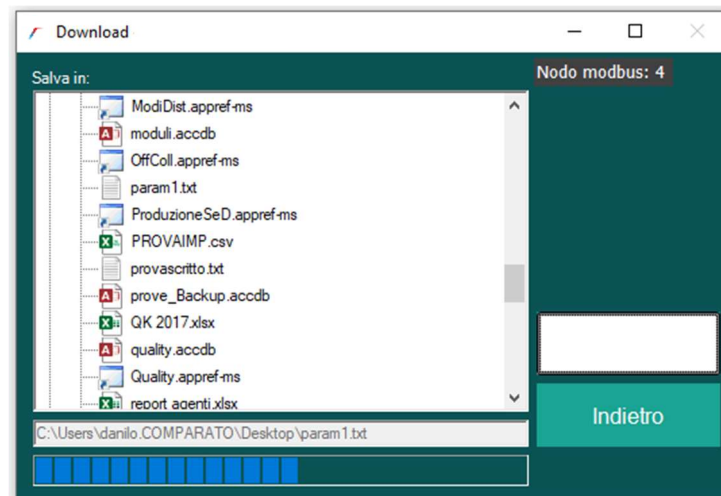 Download
Salva in:
Nodo modbus: 4
ModiDist.appref-ms
moduli.accdb
OffColl.appref-ms
param1.txt
ProduzioneSeD.appref-ms
PROVAIMP.csv
provascritto.txt
prove_Backup.accdb
QK 2017.xlsx
quality.accdb
Quality.appref-ms
report agenti.xlsx
C:\Users\danilo.COMPARATO\Desktop\param1.txt
Indietro